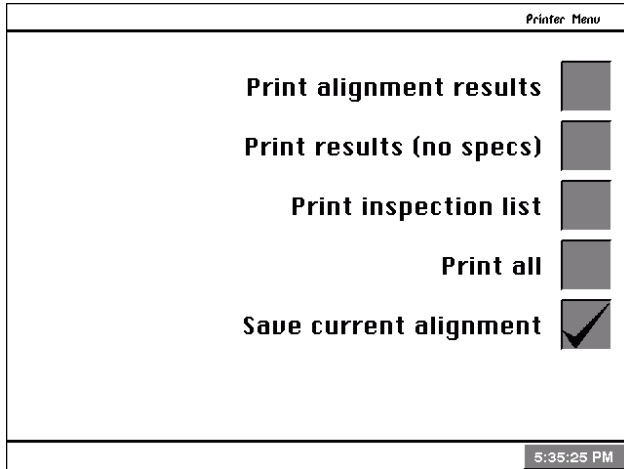 Printer Menu
Print alignment results
Print results (no specs)
Print inspection list
Print all
Save current alignment
5:35:25 PM